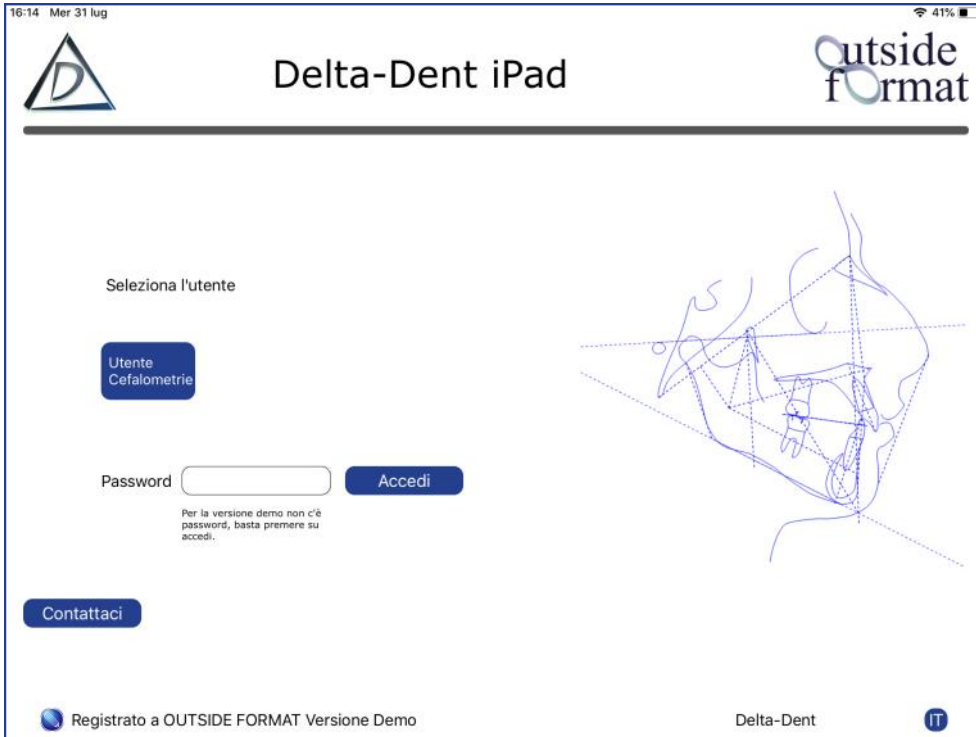 16:14 Mer 31 lug
41%
D
Delta-Dent iPad
Outside
fOrmat
Seleziona l'utente
Utente
Cefalometrie
Password
Accedi
Per la versione demo non c'è
password, basta premere su
accedi.
Contattaci
Registrato a OUTSIDE FORMAT Versione Demo
Delta-Dent
IT